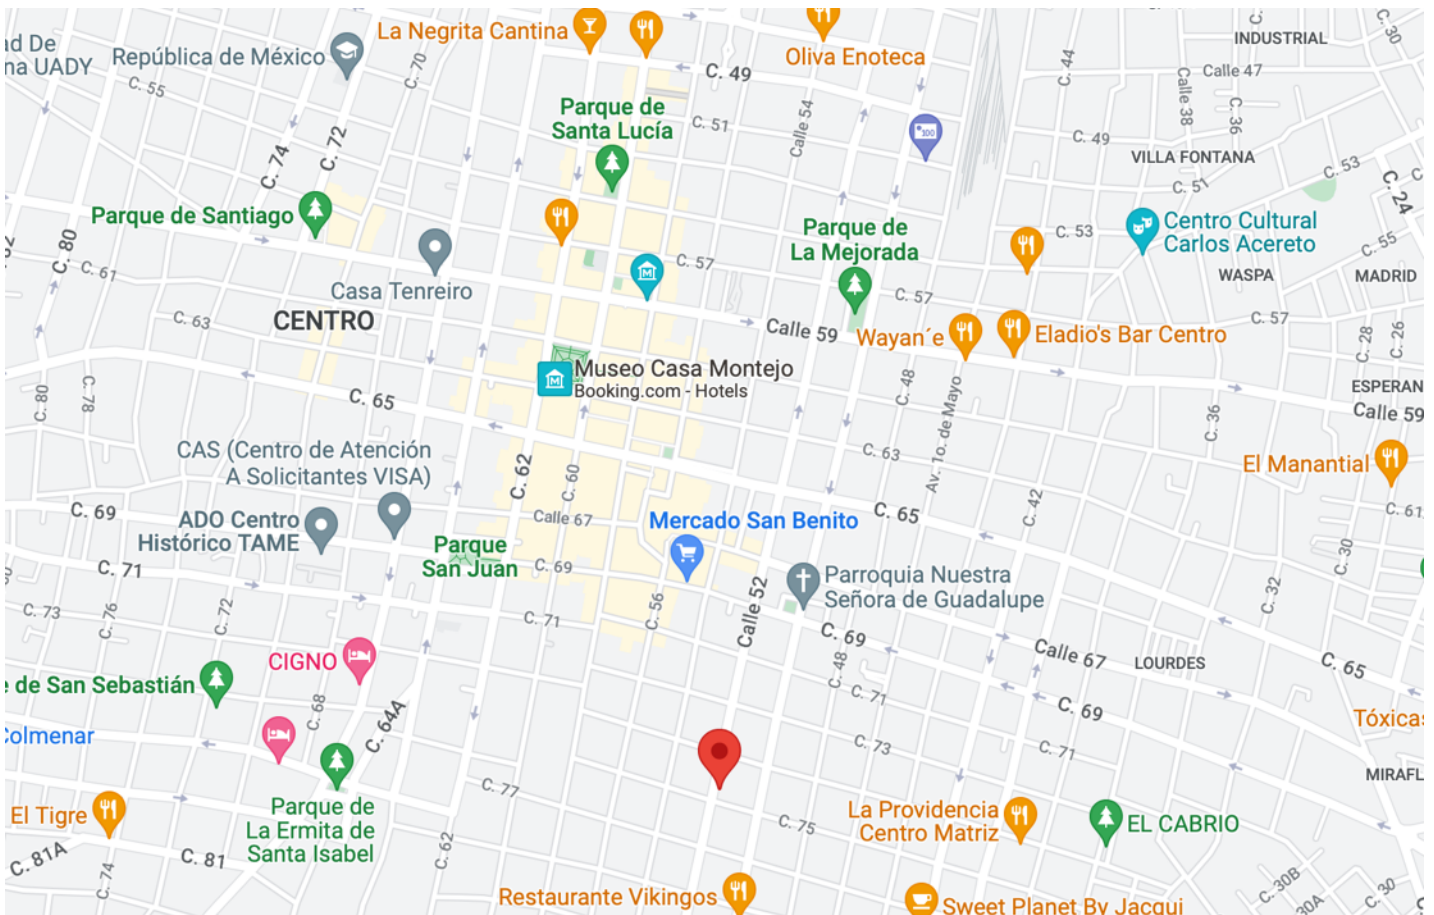 La Negrita Cantina
INDUSTRIAL
C. 30
ad De
na UADY
República de México
Oliva Enoteca
C. 49
C. 44
Calle 47
C. 70
C. 55
Parque de
Santa Lucía
C. 51
Calle 54
100
Calle 38
C. 36
C. 49
VILLA FONTANA
C. 53
C. 74
C. 72
C. 51
C. 24
Parque de Santiago
Parque de
La Mejorada
C. 53
Centro Cultural
Carlos Acereto
C. 55
C. 80
C. 61
C. 57
WASPA
MADRID
Casa Tenreiro
C. 57
C. 57
C. 63
CENTRO
Calle 59
Wayan´e
Eladio's Bar Centro
C. 28
C. 26
Museo Casa Montejo
Booking.com - Hotels
C. 80
C. 78
C. 65
C. 48
Av. 1o. de Mayo
C. 36
ESPERAN
Calle 59
CAS (Centro de Atención
A Solicitantes VISA)
C. 62
C. 60
C. 63
El Manantial
C. 69
ADO Centro
Histórico TAME
Calle 67
Mercado San Benito
C. 65
C. 42
C. 61
C. 30
Parque
San Juan
C. 69
C. 71
Parroquia Nuestra
Señora de Guadalupe
C. 32
C. 73
C. 76
C. 72
C. 71
C. 56
Calle 52
C. 69
Calle 67
LOURDES
C. 65
CIGNO
C. 48
e de San Sebastián
C. 68
C. 64A
C. 71
C. 69
Tóxicas
Colmenar
C. 73
C. 71
MIRAFL
C. 77
El Tigre
Parque de
La Ermita de
Santa Isabel
C. 75
La Providencia
Centro Matriz
EL CABRIO
C. 81A
C. 81
C. 62
C. 74
Restaurante Vikingos
Sweet Planet By Jacqui
C. 30B
30A
C. 30